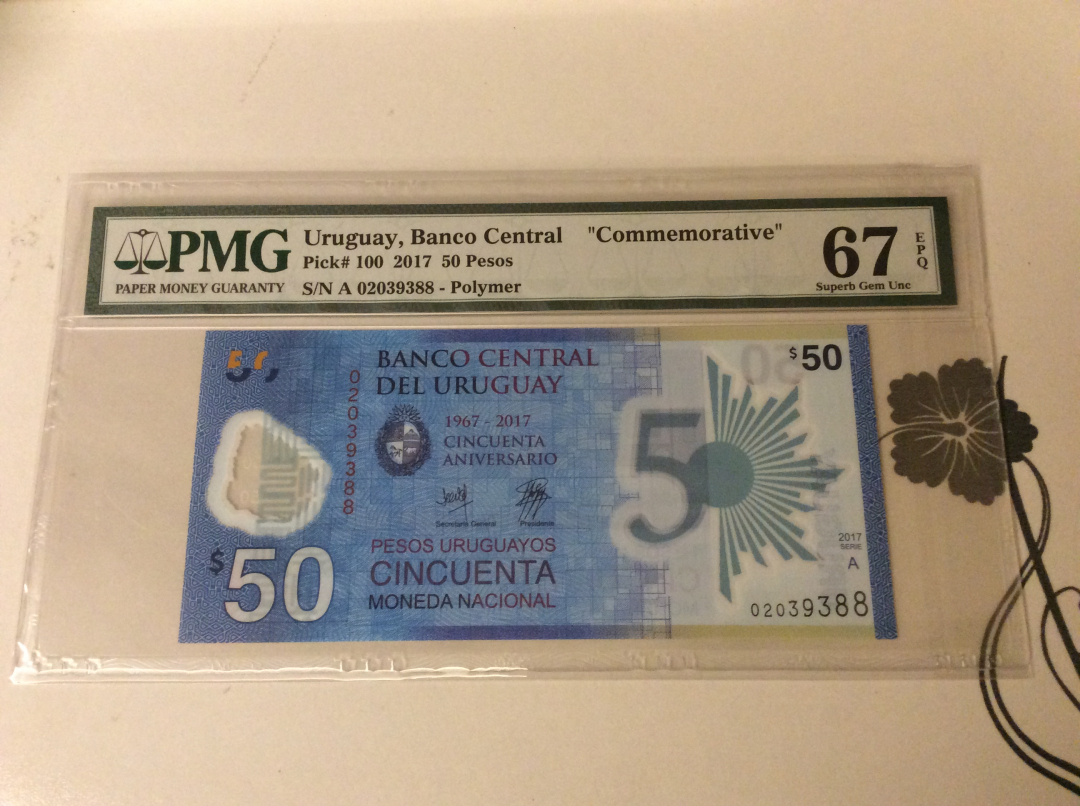 PMG
PAPER MONEY GUARANTY
Uruguay, Banco Central "Commemorative"
Pick# 100 2017 50 Pesos
S/N A 02039388 - Polymer
67
EPQ
Superb Gem Unc
BANCO CENTRAL
DEL URUGUAY
02039388
1967 - 2017
CINCUENTA
ANIVERSARIO
Secretario General
Presidente
PESOS URUGUAYOS
CINCUENTA
MONEDA NACIONAL
$50
50
$50
2017
SERIE
A
02039388